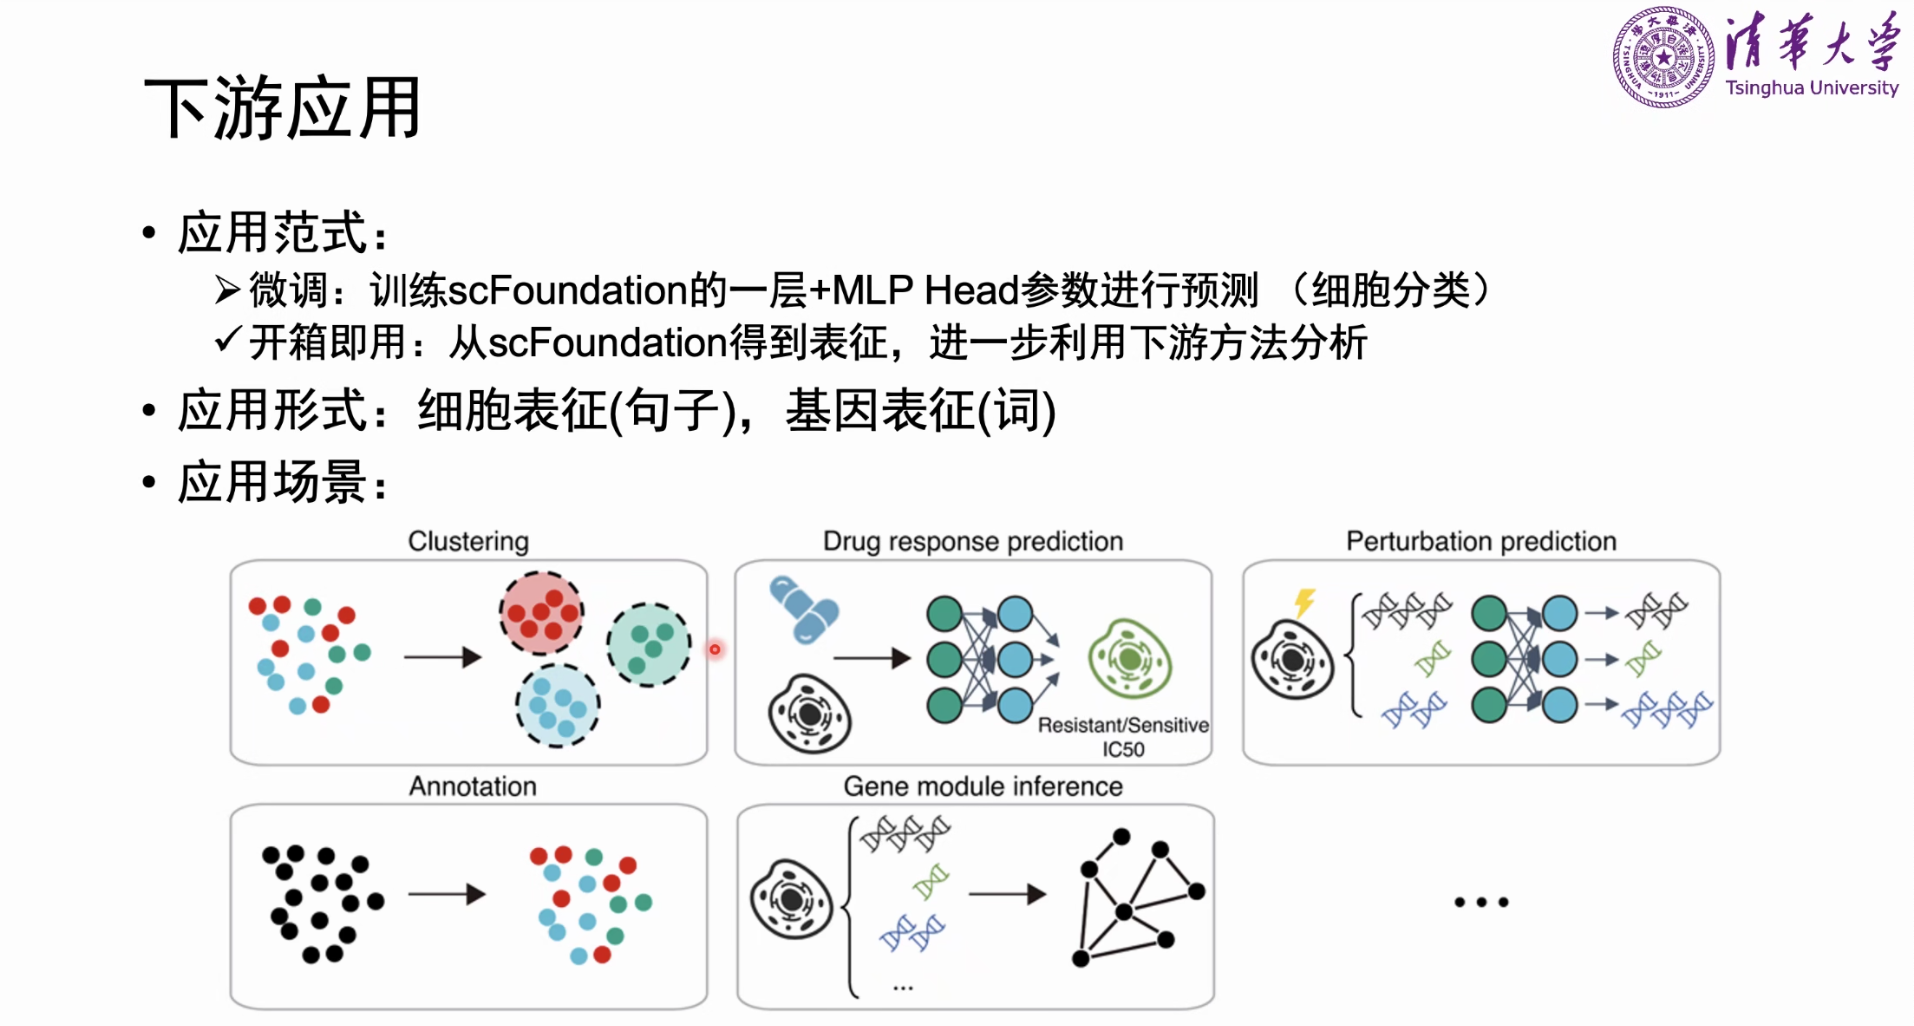 清华大学
Tsinghua University
TSINGHUA UNIVERSITY
-1911-
下游应用
• 应用范式：
➢微调：训练scFoundation的一层+MLP Head参数进行预测 （细胞分类）
✓开箱即用：从scFoundation得到表征，进一步利用下游方法分析
• 应用形式：细胞表征(句子)，基因表征(词)
• 应用场景：
Clustering
Drug response prediction
Perturbation prediction
Resistant/Sensitive
IC50
Annotation
Gene module inference
...
...